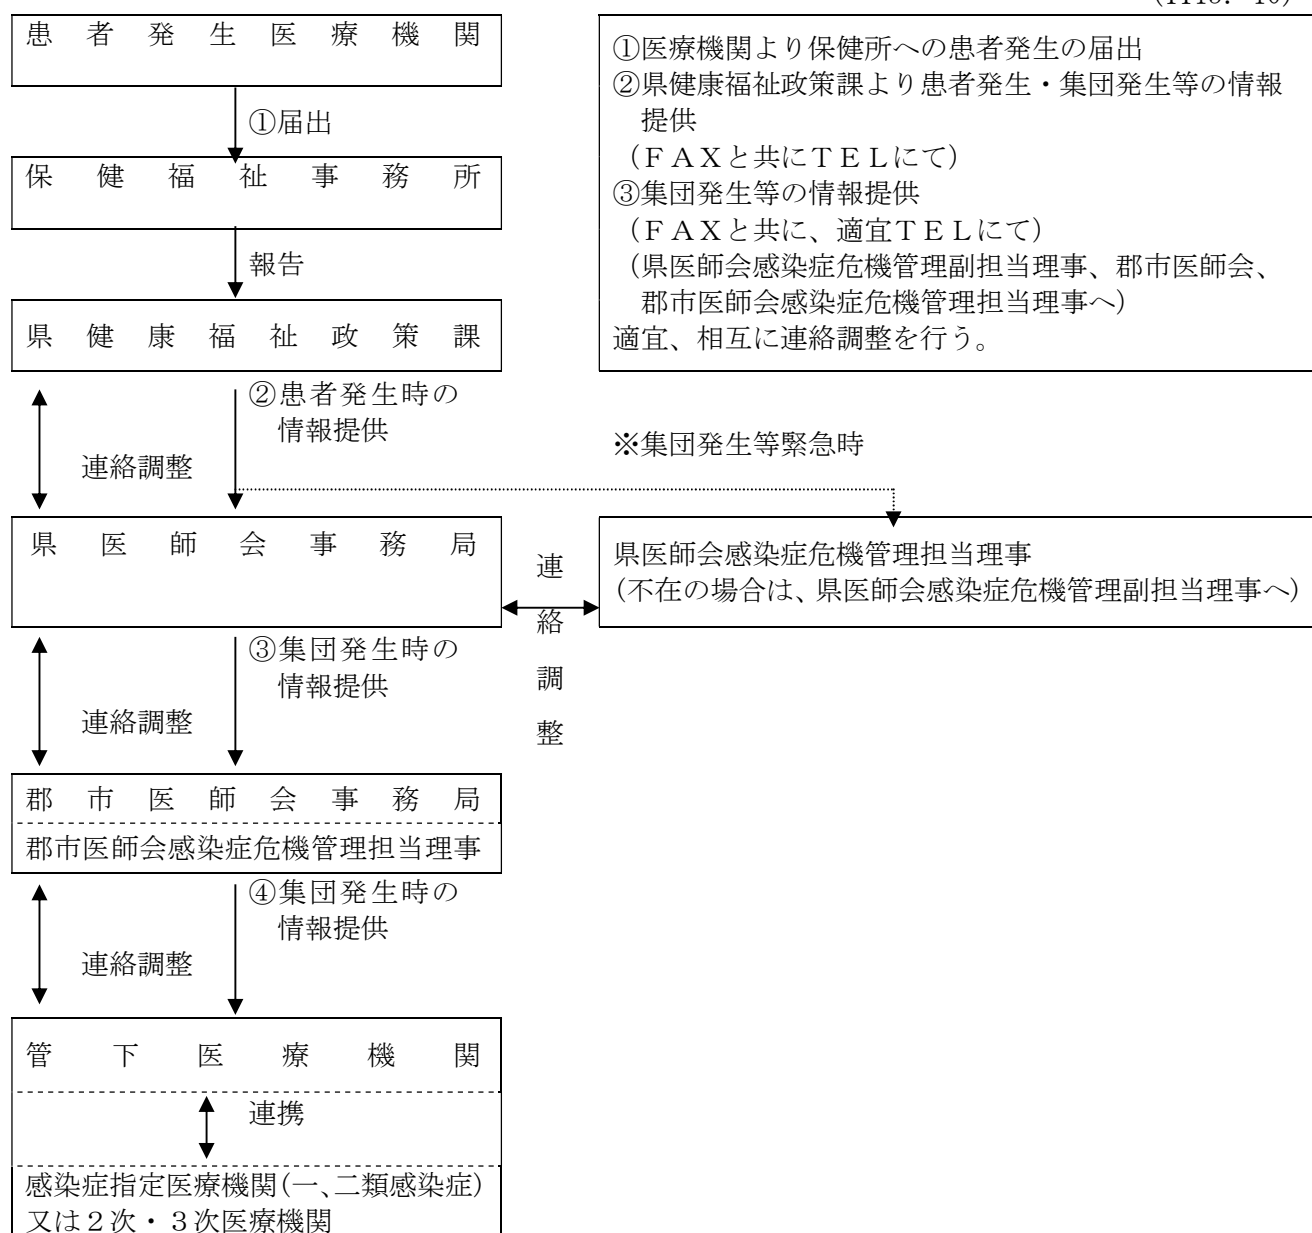 患者発生医療機関
①届出
保健福祉事務所
報告
県健康福祉政策課
①医療機関より保健所への患者発生の届出
②県健康福祉政策課より患者発生・集団発生等の情報
提供
（ＦＡＸと共にＴＥＬにて）
③集団発生等の情報提供
（ＦＡＸと共に、適宜ＴＥＬにて）
（県医師会感染症危機管理副担当理事、郡市医師会、
郡市医師会感染症危機管理担当理事へ）
適宜、相互に連絡調整を行う。
②患者発生時の
情報提供
連絡調整
※集団発生等緊急時
県医師会事務局
連絡調整
県医師会感染症危機管理担当理事
（不在の場合は、県医師会感染症危機管理副担当理事へ）
③集団発生時の
情報提供
連絡調整
郡市医師会事務局
郡市医師会感染症危機管理担当理事
④集団発生時の
情報提供
連絡調整
管下医療機関
連携
感染症指定医療機関（一、二類感染症）
又は２次・３次医療機関